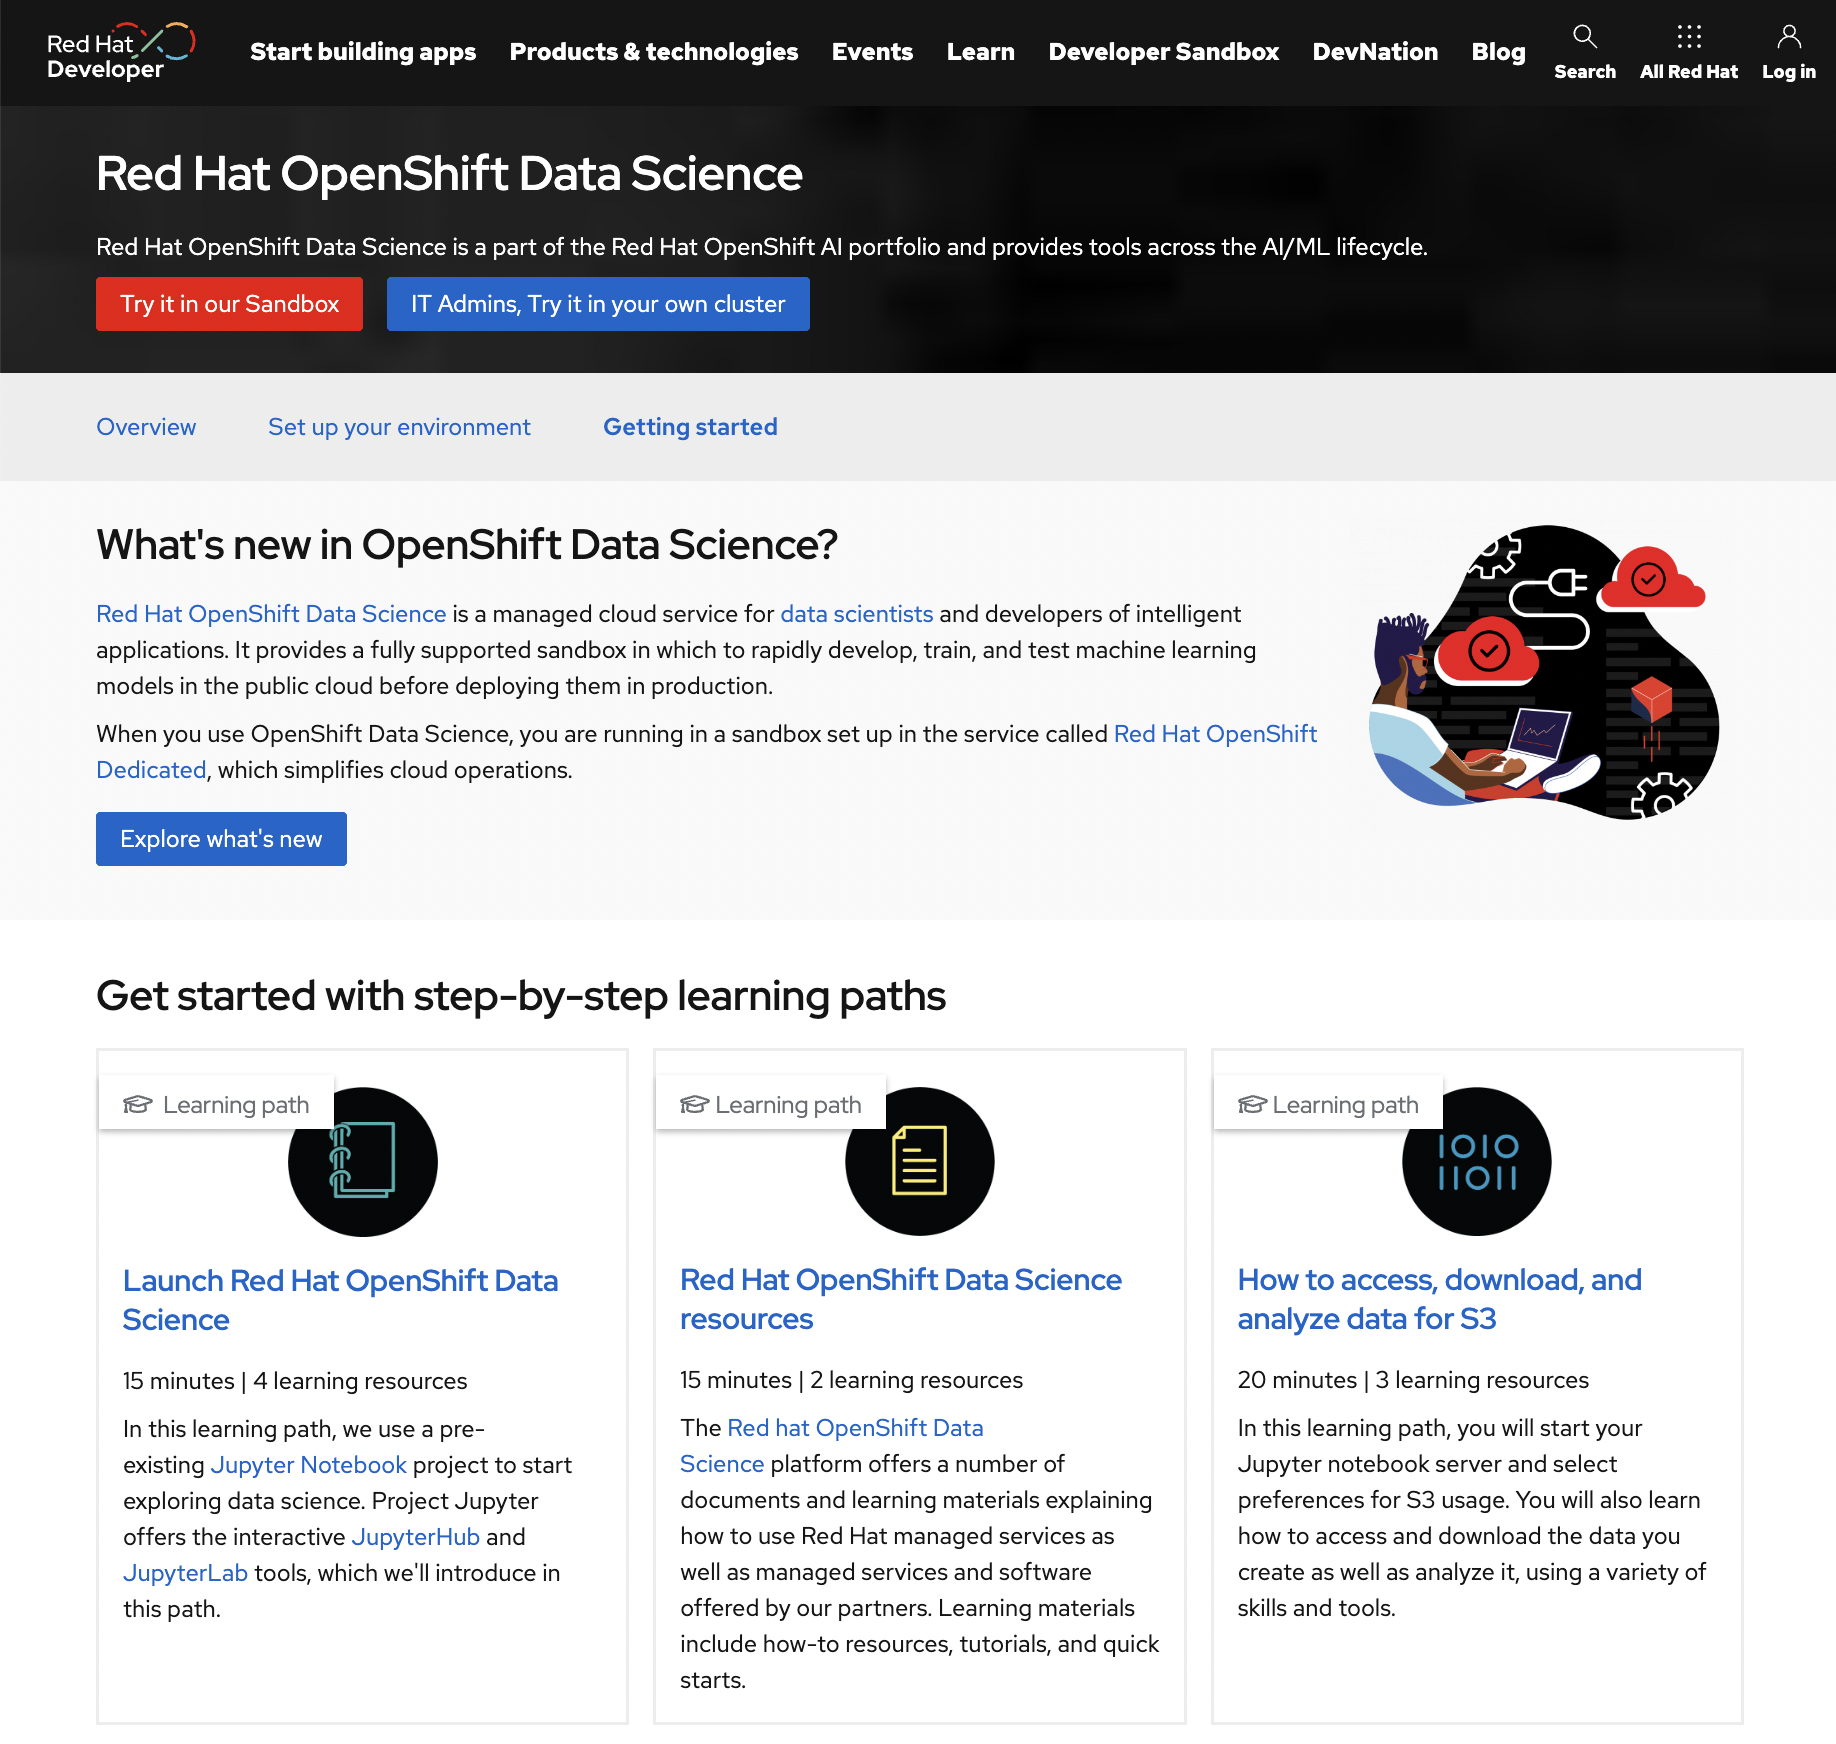 Red Hat
Developer
Start building apps
Products & technologies
Events
Learn
Developer Sandbox
DevNation
Blog
Search
All Red Hat
Log in
Red Hat OpenShift Data Science
Red Hat OpenShift Data Science is a part of the Red Hat OpenShift AI portfolio and provides tools across the AI/ML lifecycle.
Try it in our Sandbox
IT Admins, Try it in your own cluster
Overview
Set up your environment
Getting started
What's new in OpenShift Data Science?
Red Hat OpenShift Data Science is a managed cloud service for data scientists and developers of intelligent
applications. It provides a fully supported sandbox in which to rapidly develop, train, and test machine learning
models in the public cloud before deploying them in production.
When you use OpenShift Data Science, you are running in a sandbox set up in the service called Red Hat OpenShift
Dedicated, which simplifies cloud operations.
Explore what's new
Get started with step-by-step learning paths
Learning path
Launch Red Hat OpenShift Data
Science
15 minutes | 4 learning resources
In this learning path, we use a pre-
existing Jupyter Notebook project to start
exploring data science. Project Jupyter
offers the interactive JupyterHub and
JupyterLab tools, which we'll introduce in
this path.
Learning path
Red Hat OpenShift Data Science
resources
15 minutes | 2 learning resources
The Red hat OpenShift Data
Science platform offers a number of
documents and learning materials explaining
how to use Red Hat managed services as
well as managed services and software
offered by our partners. Learning materials
include how-to resources, tutorials, and quick
starts.
Learning path
1010
11011
How to access, download, and
analyze data for S3
20 minutes | 3 learning resources
In this learning path, you will start your
Jupyter notebook server and select
preferences for S3 usage. You will also learn
how to access and download the data you
create as well as analyze it, using a variety of
skills and tools.